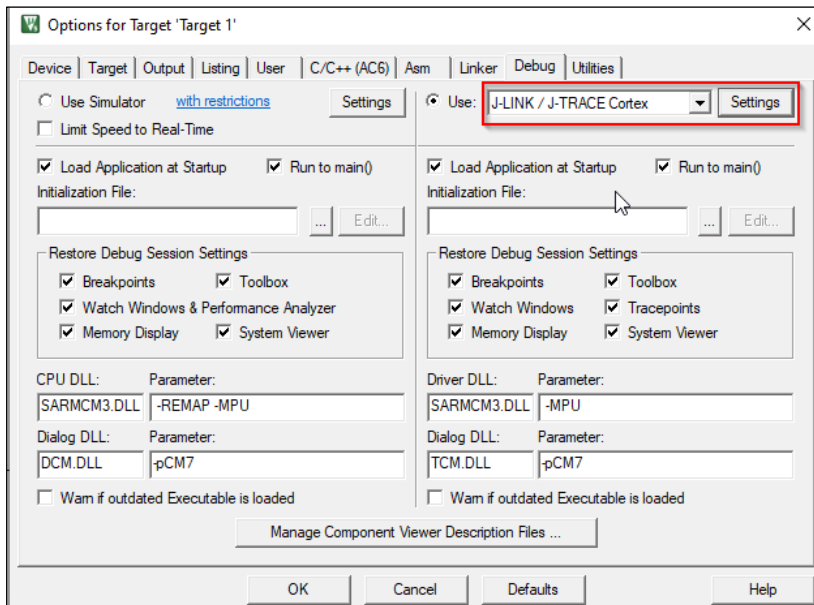 Options for Target 'Target 1'
Device Target Output Listing User C/C++ (AC6) Asm Linker Debug Utilities
Use Simulator with restrictions Settings
Limit Speed to Real-Time
Use: J-LINK / J-TRACE Cortex Settings
Load Application at Startup Run to main()
Initialization File:
... Edit...
Restore Debug Session Settings
Breakpoints Toolbox
Watch Windows & Performance Analyzer
Memory Display System Viewer
CPU DLL: Parameter:
SARMCM3.DLL -REMAP -MPU
Dialog DLL: Parameter:
DCM.DLL -pCM7
Warn if outdated Executable is loaded
Load Application at Startup Run to main()
Initialization File:
... Edit...
Restore Debug Session Settings
Breakpoints Toolbox
Watch Windows Tracepoints
Memory Display System Viewer
Driver DLL: Parameter:
SARMCM3.DLL -MPU
Dialog DLL: Parameter:
TCM.DLL -pCM7
Warn if outdated Executable is loaded
Manage Component Viewer Description Files ...
OK Cancel Defaults Help